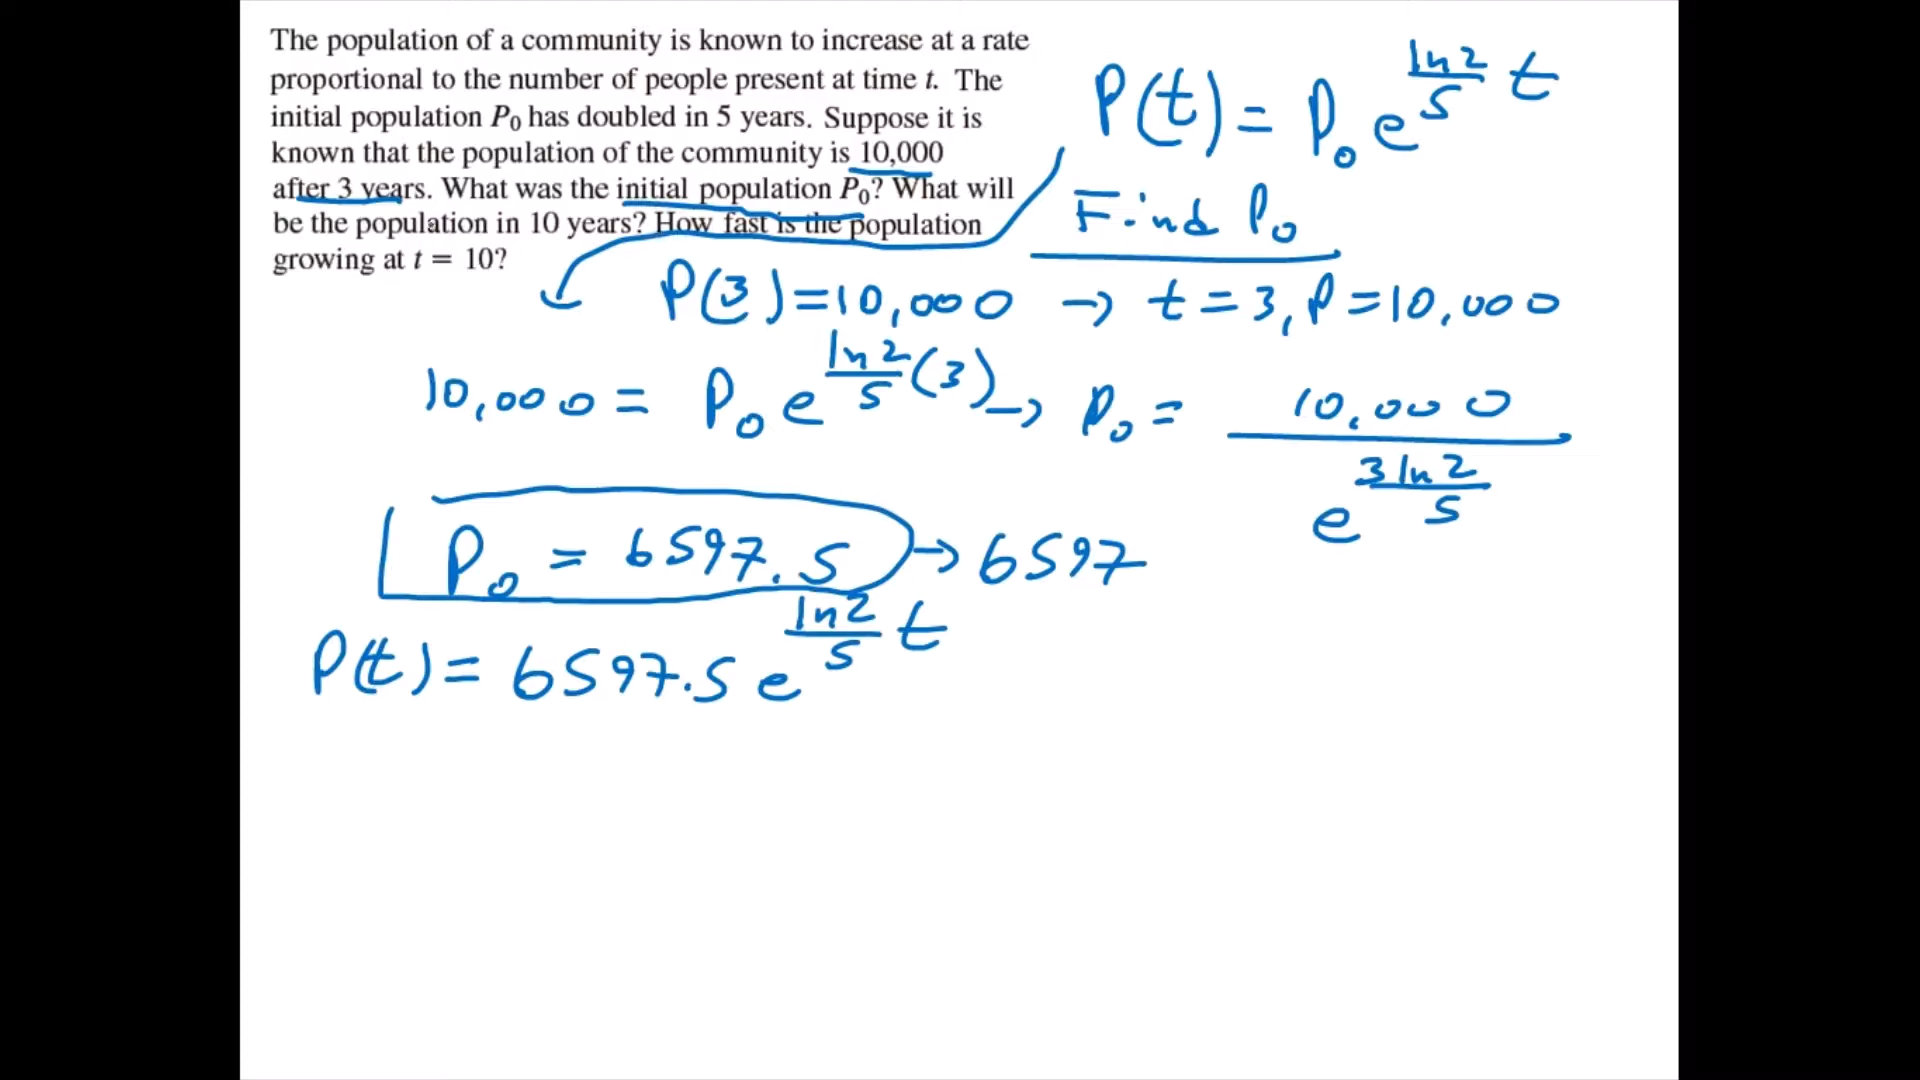 The population of a community is known to increase at a rate
proportional to the number of people present at time t. The
initial population P₀ has doubled in 5 years. Suppose it is
known that the population of the community is 10,000
after 3 years. What was the initial population P₀? What will
be the population in 10 years? How fast is the population
growing at t = 10?
P(t) = P₀ e^(ln2/5 t)
Find P₀
P(3) = 10,000 → t = 3, P = 10,000
10,000 = P₀ e^(ln2/5 (3)) → P₀ = 10,000 / e^(3ln2/5)
P₀ = 6597.5 → 6597
P(t) = 6597.5 e^(ln2/5 t)